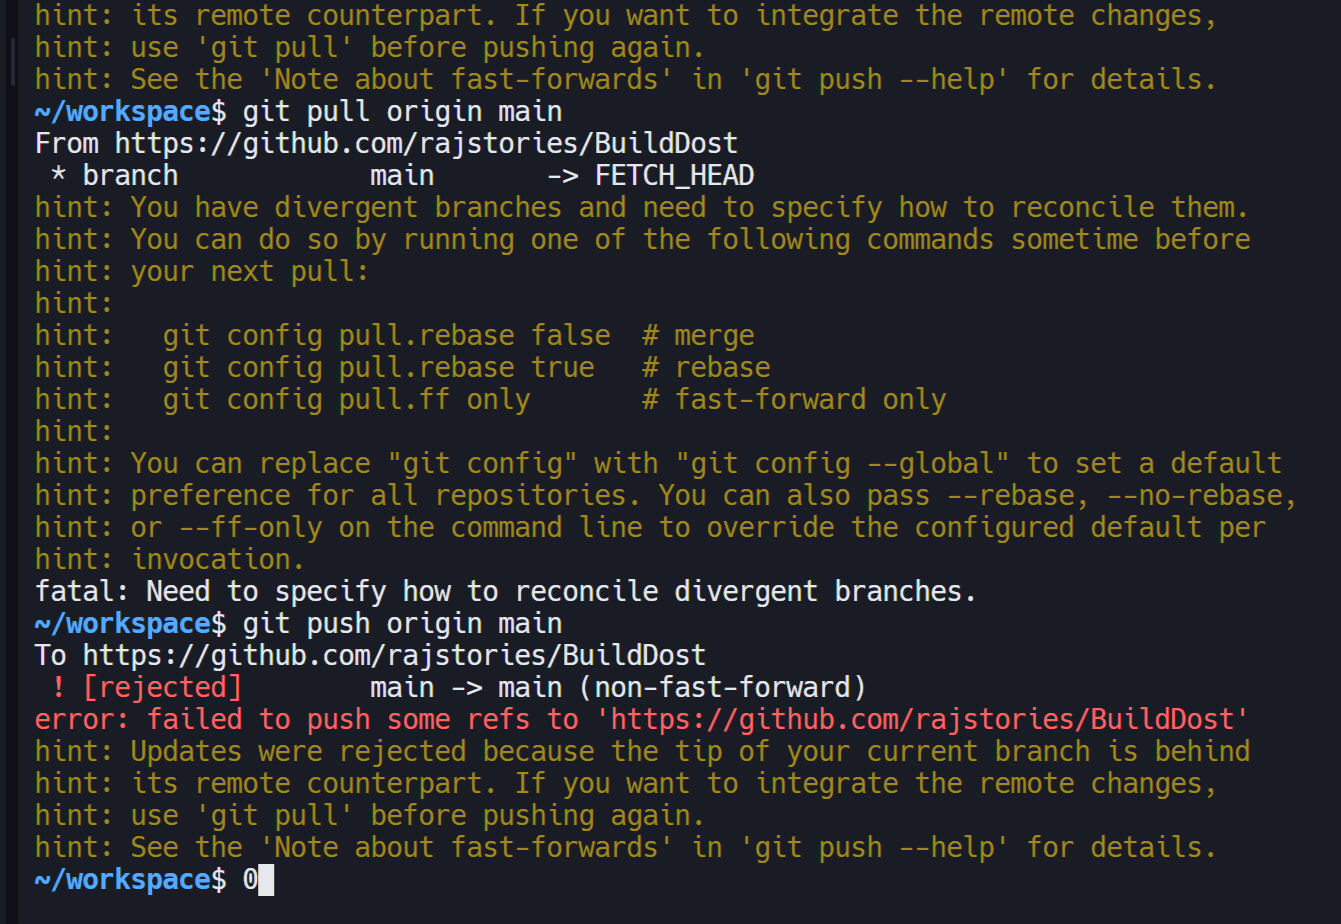 hint: its remote counterpart. If you want to integrate the remote changes,
hint: use 'git pull' before pushing again.
hint: See the 'Note about fast-forwards' in 'git push --help' for details.
~/workspace$ git pull origin main
From https://github.com/rajstories/BuildDost
 * branch            main       -> FETCH_HEAD
hint: You have divergent branches and need to specify how to reconcile them.
hint: You can do so by running one of the following commands sometime before
hint: your next pull:
hint:
hint:   git config pull.rebase false  # merge
hint:   git config pull.rebase true   # rebase
hint:   git config pull.ff only       # fast-forward only
hint:
hint: You can replace "git config" with "git config --global" to set a default
hint: preference for all repositories. You can also pass --rebase, --no-rebase,
hint: or --ff-only on the command line to override the configured default per
hint: invocation.
fatal: Need to specify how to reconcile divergent branches.
~/workspace$ git push origin main
To https://github.com/rajstories/BuildDost
 ! [rejected]        main -> main (non-fast-forward)
error: failed to push some refs to 'https://github.com/rajstories/BuildDost'
hint: Updates were rejected because the tip of your current branch is behind
hint: its remote counterpart. If you want to integrate the remote changes,
hint: use 'git pull' before pushing again.
hint: See the 'Note about fast-forwards' in 'git push --help' for details.
~/workspace$ 0